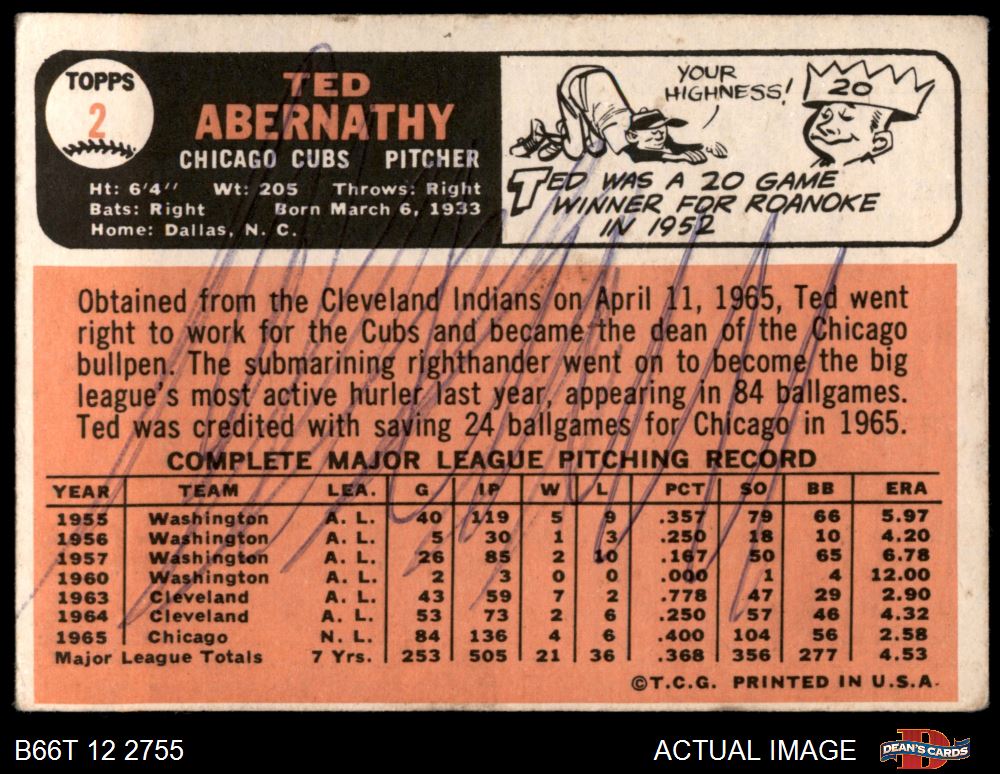 TOPPS
2
TED
ABERNATHY
CHICAGO CUBS PITCHER
Ht: 6'4" Wt: 205 Throws: Right
Bats: Right Born March 6, 1933
Home: Dallas, N. C.
YOUR
HIGHNESS!
20
TED WAS A 20 GAME
WINNER FOR ROANOKE
IN 1952
Obtained from the Cleveland Indians on April 11, 1965, Ted went
right to work for the Cubs and became the dean of the Chicago
bullpen. The submarining righthander went on to become the big
league's most active hurler last year, appearing in 84 ballgames.
Ted was credited with saving 24 ballgames for Chicago in 1965.
COMPLETE MAJOR LEAGUE PITCHING RECORD
YEAR TEAM LEA. G IP W L PCT SO BB ERA
1955 Washington A. L. 40 119 5 9 .357 79 66 5.97
1956 Washington A. L. 5 30 1 3 .250 18 10 4.20
1957 Washington A. L. 26 85 2 10 .167 50 65 6.78
1960 Washington A. L. 2 3 0 0 .000 1 4 12.00
1963 Cleveland A. L. 43 59 7 2 .778 47 29 2.90
1964 Cleveland A. L. 53 73 2 6 .250 57 46 4.32
1965 Chicago N. L. 84 136 4 6 .400 104 56 2.58
Major League Totals 7 Yrs. 253 505 21 36 .368 356 277 4.53
©T.C.G. PRINTED IN U.S.A.
B66T 12 2755
ACTUAL IMAGE
D
DEAN'S CARDS